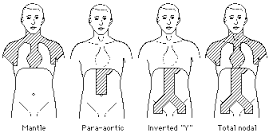 Mantle
Para-aortic
Inverted "Y"
Total nodal